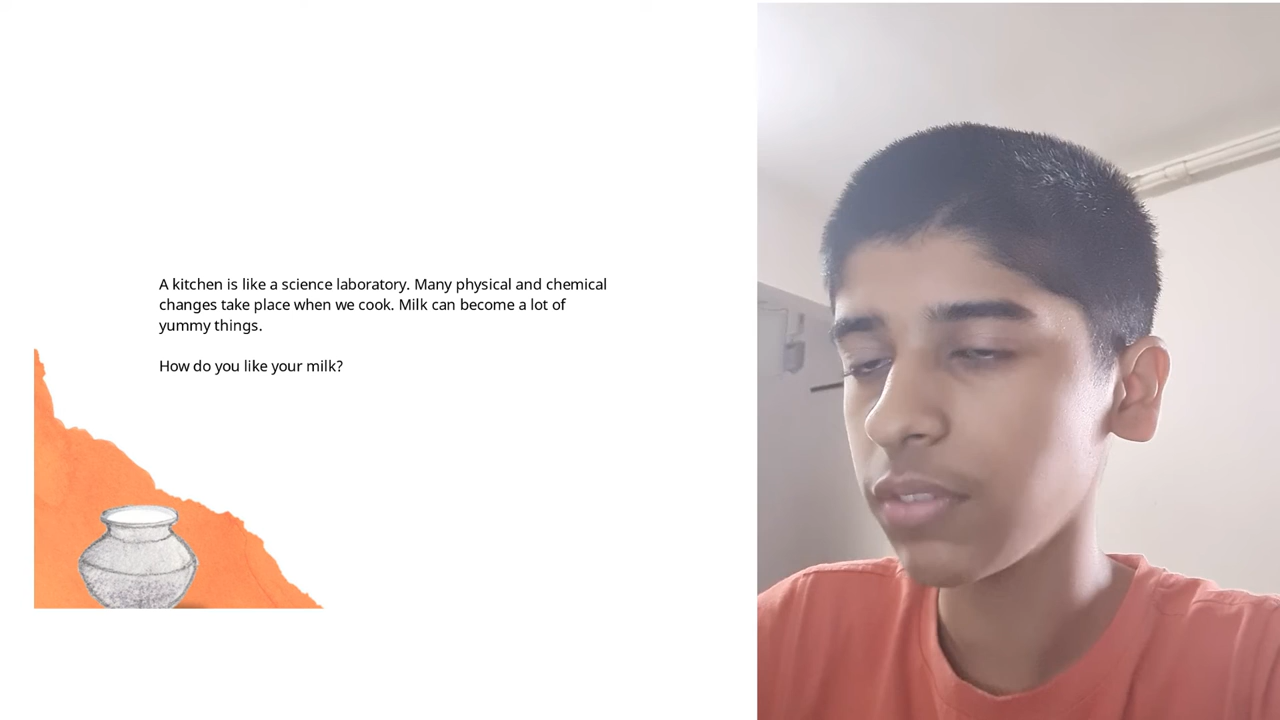 A kitchen is like a science laboratory. Many physical and chemical
changes take place when we cook. Milk can become a lot of
yummy things.
How do you like your milk?